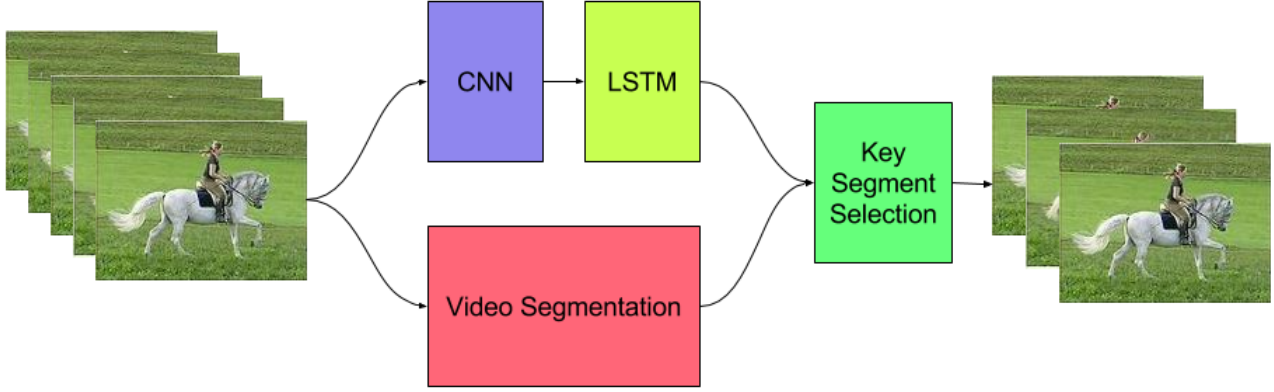 CNN
LSTM
Key
Segment
Selection
Video Segmentation